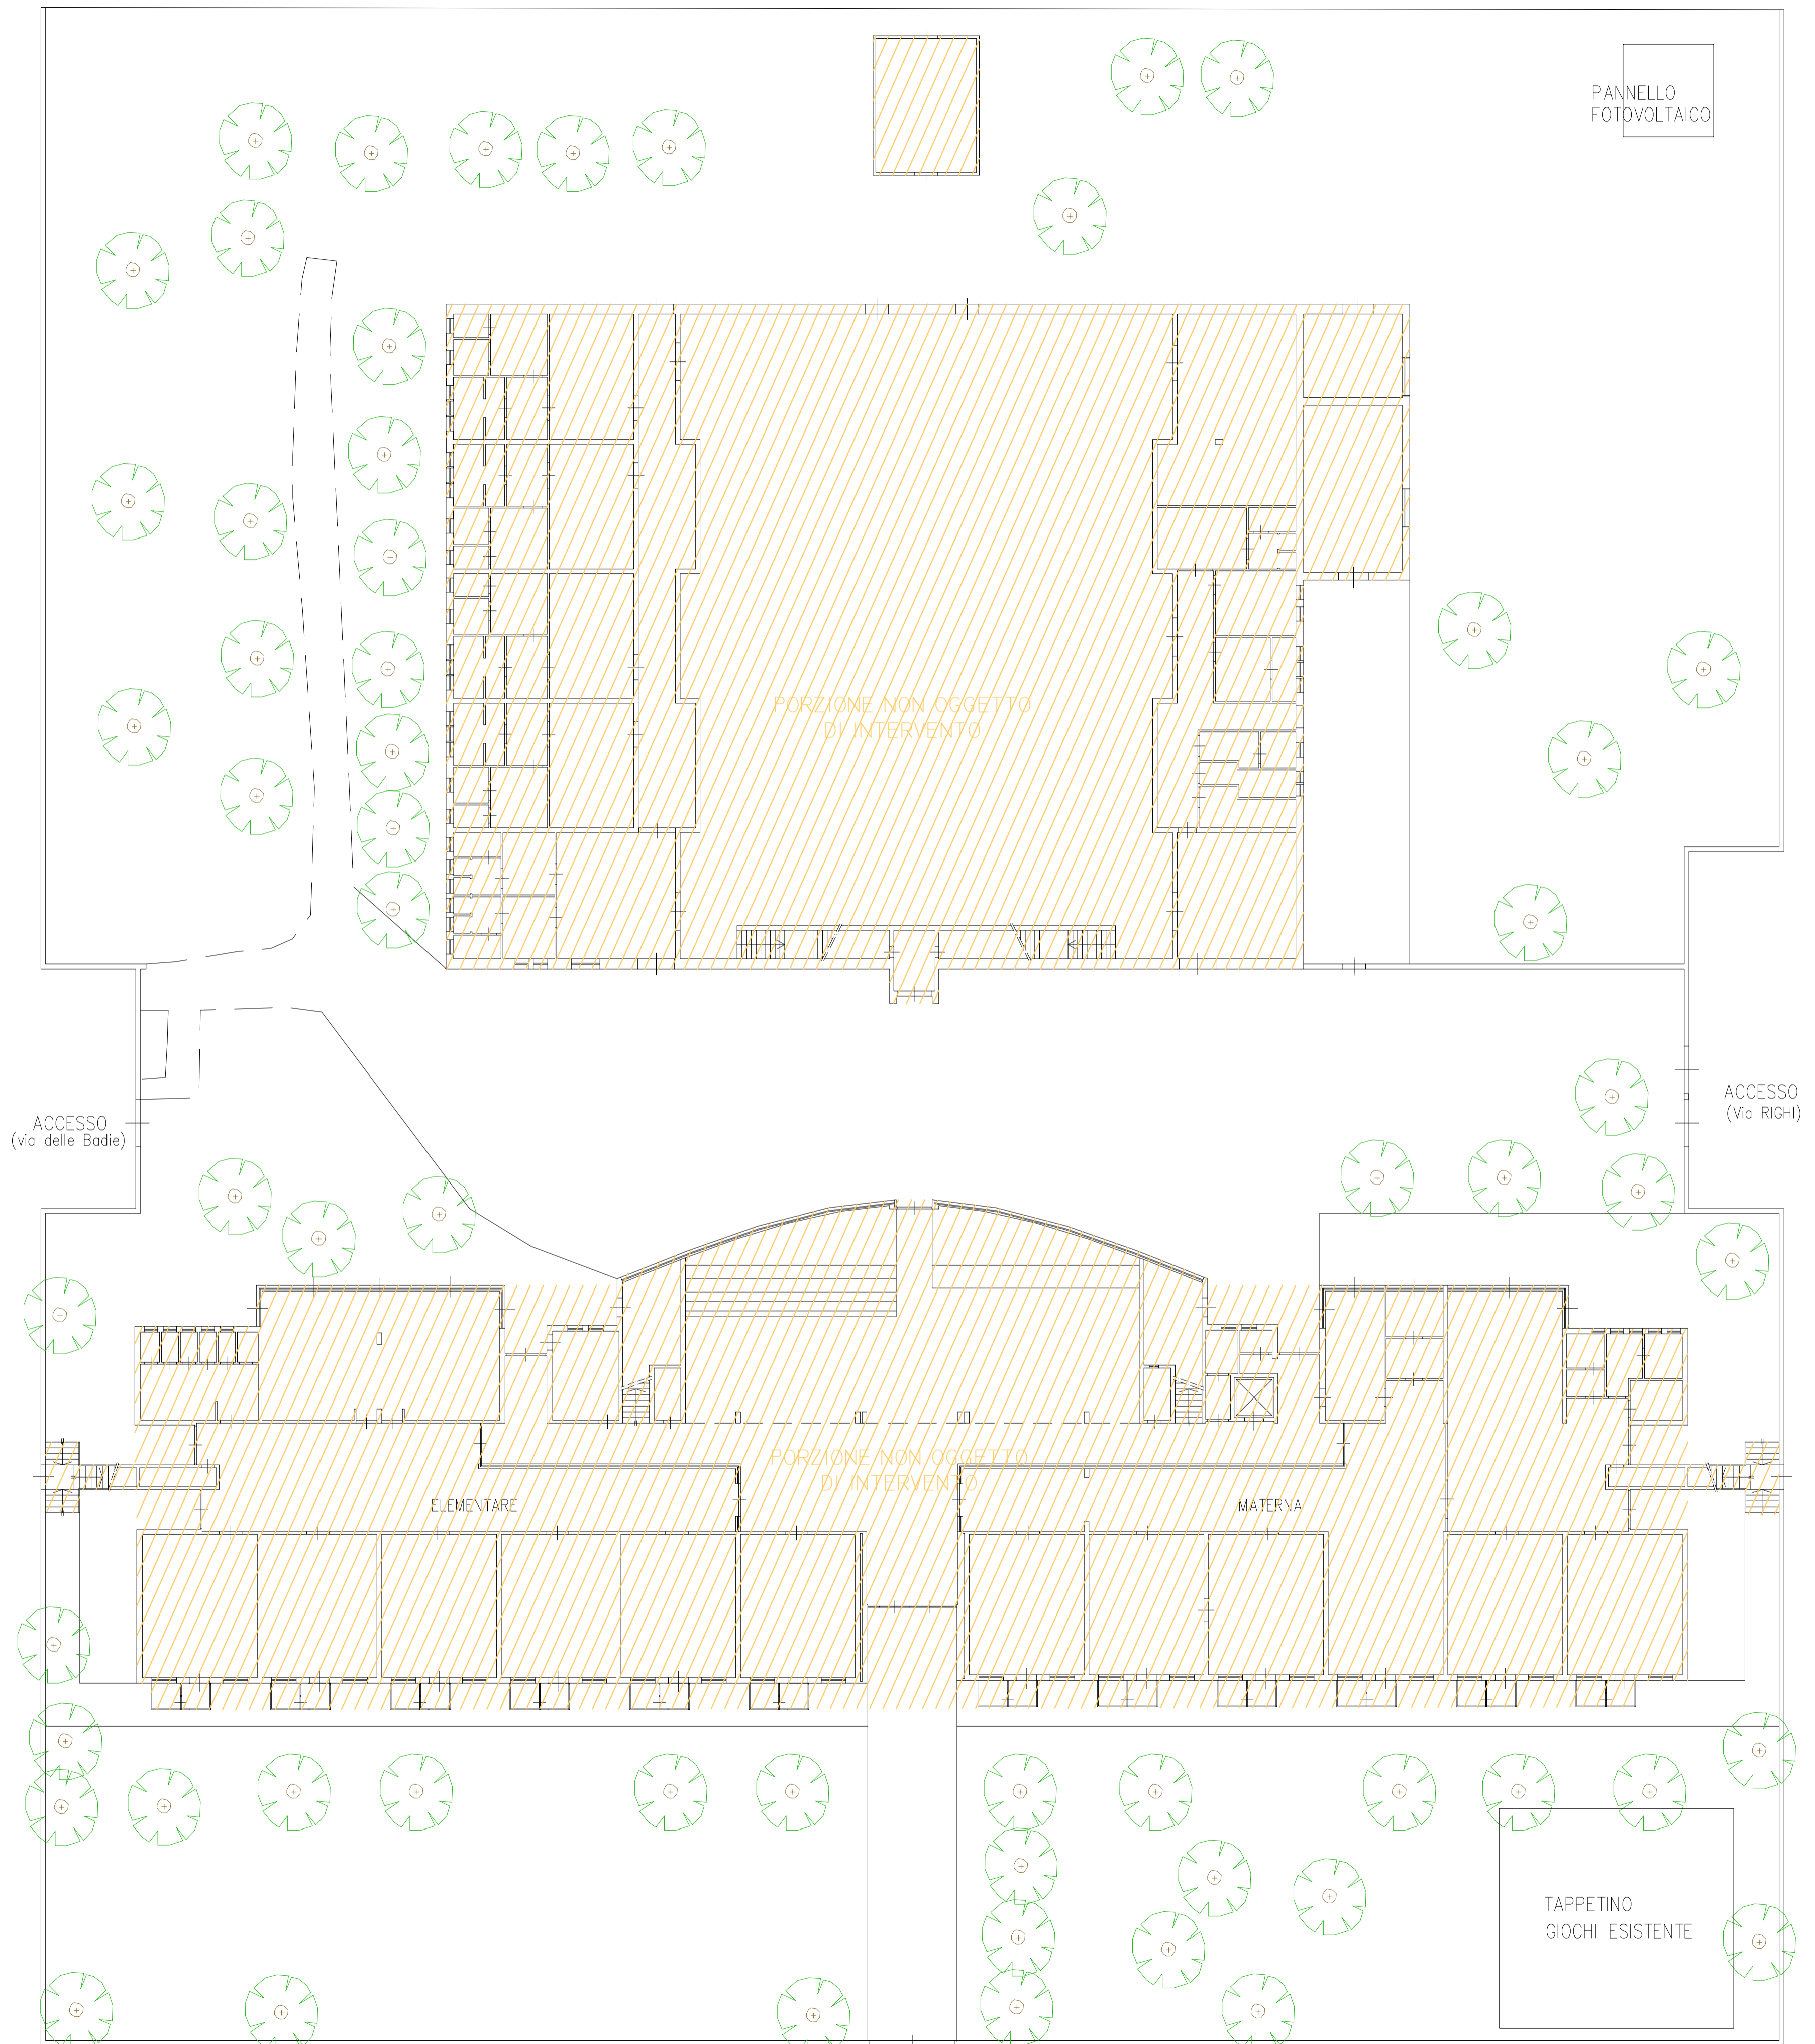 PANNELLO
FOTOVOLTAICO
PORZIONE NON OGGETTO
DI INTERVENTO
ACCESSO
(via delle Badie)
ACCESSO
(Via RIGHI)
PORZIONE NON OGGETTO
DI INTERVENTO
ELEMENTARE
MATERNA
TAPPETINO
GIOCHI ESISTENTE